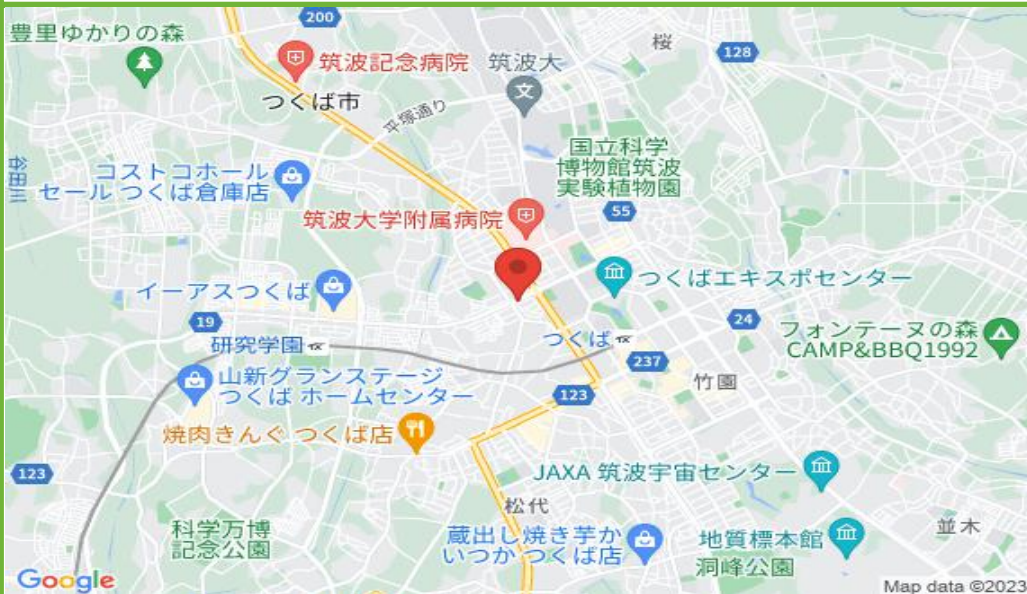 200
豊里ゆかりの森
筑波記念病院
筑波大
桜
128
つくば市
平塚通り
谷田川
コストコホール
セール つくば倉庫店
国立科学
博物館筑波
実験植物園
55
筑波大学附属病院
イーアスつくば
つくばエキスポセンター
19
24
研究学園
つくば
フォンテーヌの森
CAMP&BBQ1992
237
山新グランステージ
つくば ホームセンター
竹園
123
焼肉きんぐ つくば店
123
JAXA 筑波宇宙センター
松代
科学万博
記念公園
蔵出し焼き芋か
いつか つくば店
地質標本館
洞峰公園
並木
Google
Map data ©2023